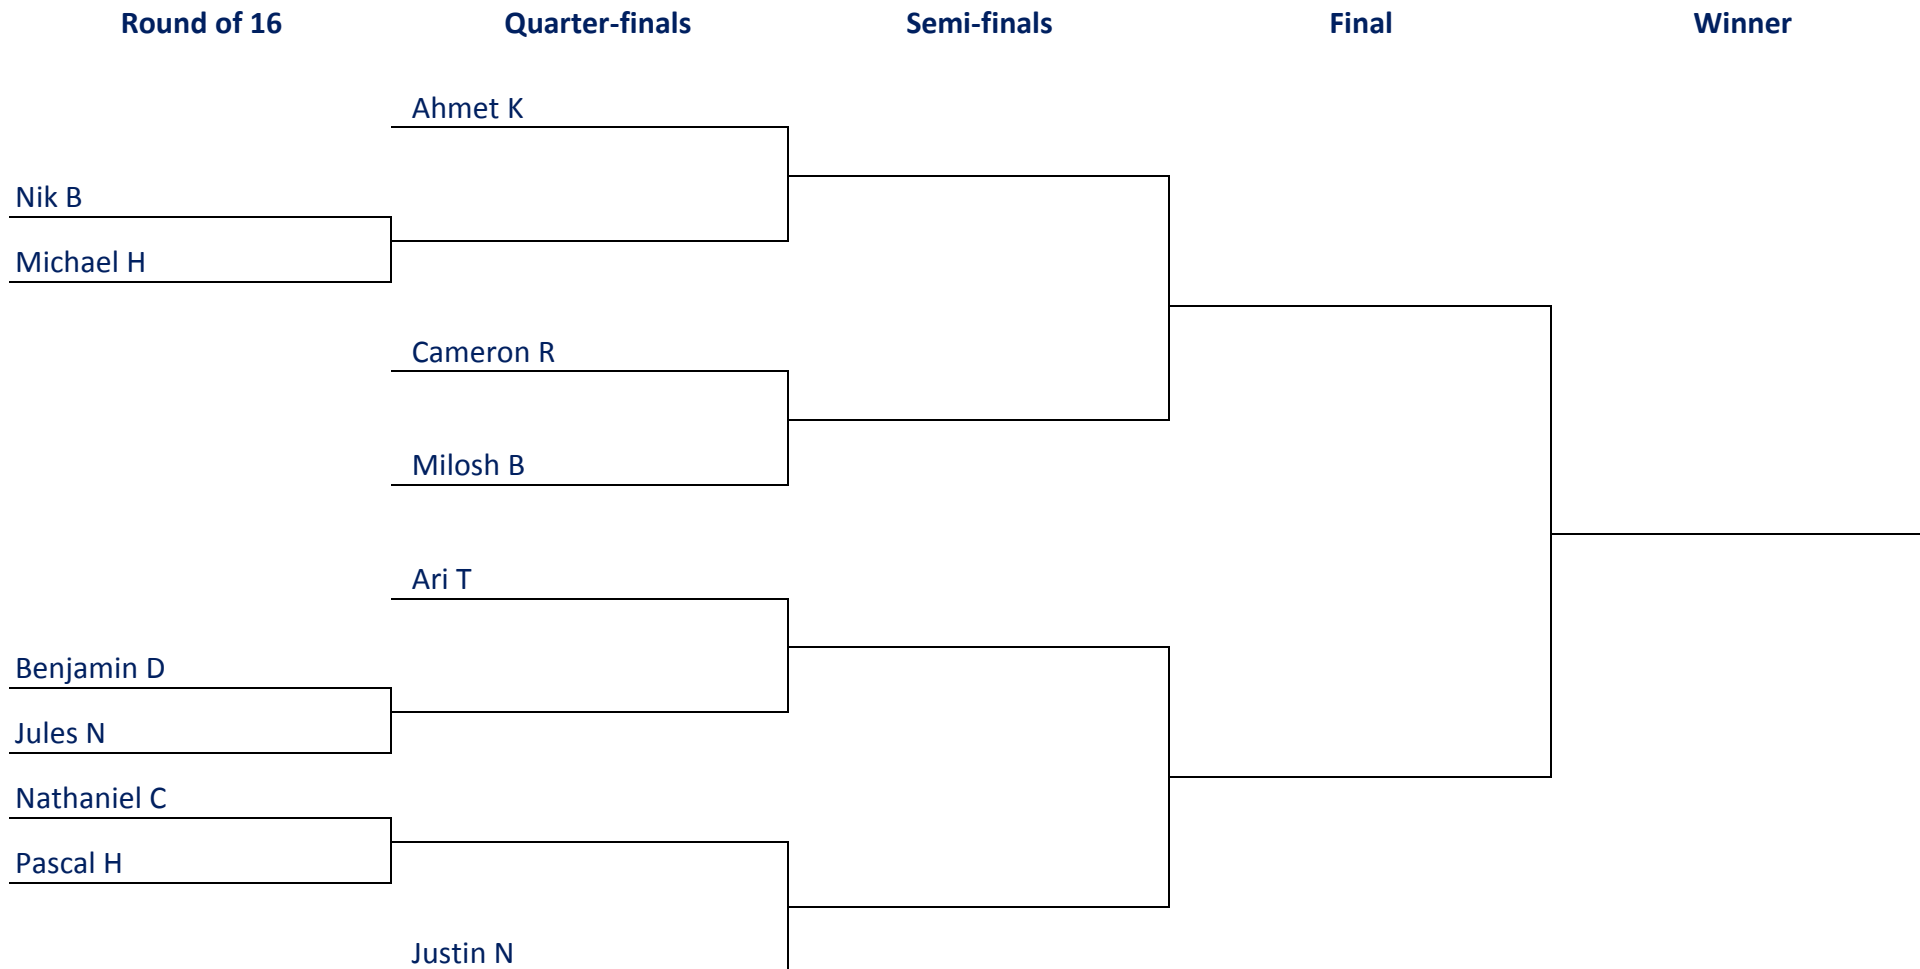 Round of 16 Quarter-finals Semi-finals Final Winner
Ahmet K
Nik B
Michael H
Cameron R
Milosh B
Ari T
Benjamin D
Jules N
Nathaniel C
Pascal H
Justin N